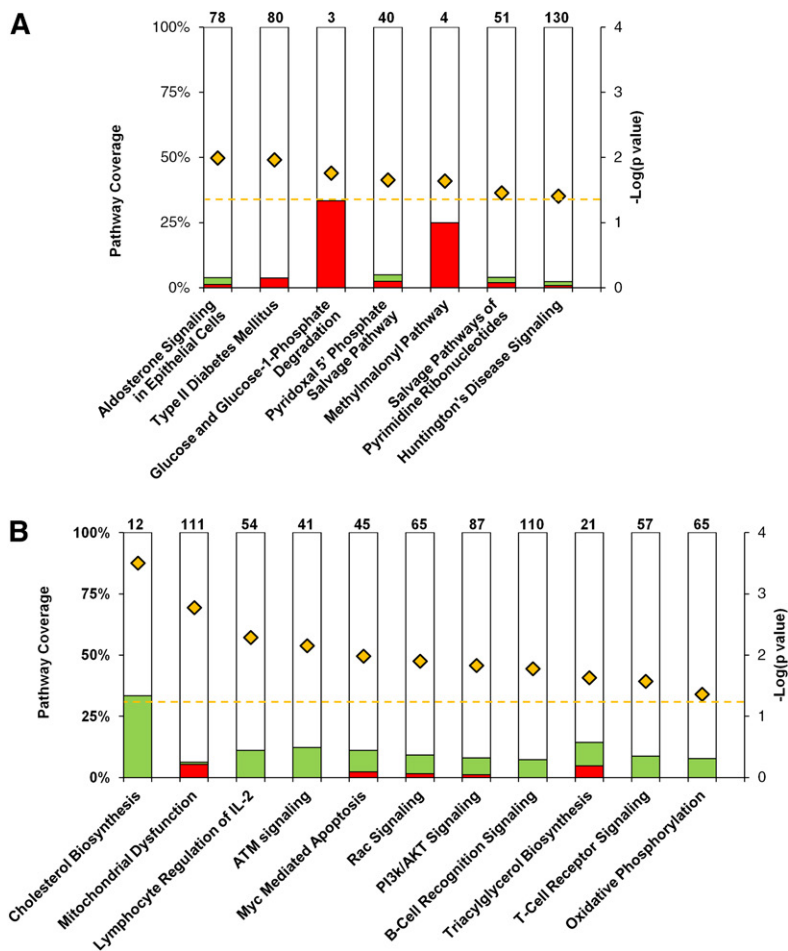 A
78 80 3 40 4 51 130
100%
75%
50%
25%
0%
Pathway Coverage
4
3
2
1
0
-Log(p value)
Aldosterone Signaling
in Epithelial Cells
Type II Diabetes Mellitus
Glucose and Glucose-1-Phosphate
Degradation
Pyridoxal 5' Phosphate
Salvage Pathway
Methylmalonyl Pathway
Salvage Pathways of
Pyrimidine Ribonucleotides
Huntington's Disease Signaling
B
12 111 54 41 45 65 87 110 21 57 65
100%
75%
50%
25%
0%
Pathway Coverage
4
3
2
1
0
-Log(p value)
Cholesterol Biosynthesis
Mitochondrial Dysfunction
Lymphocyte Regulation of IL-2
ATM signaling
Myc Mediated Apoptosis
Rac Signaling
PI3k/AKT Signaling
B-Cell Recognition Signaling
Triacylglycerol Biosynthesis
T-Cell Receptor Signaling
Oxidative Phosphorylation